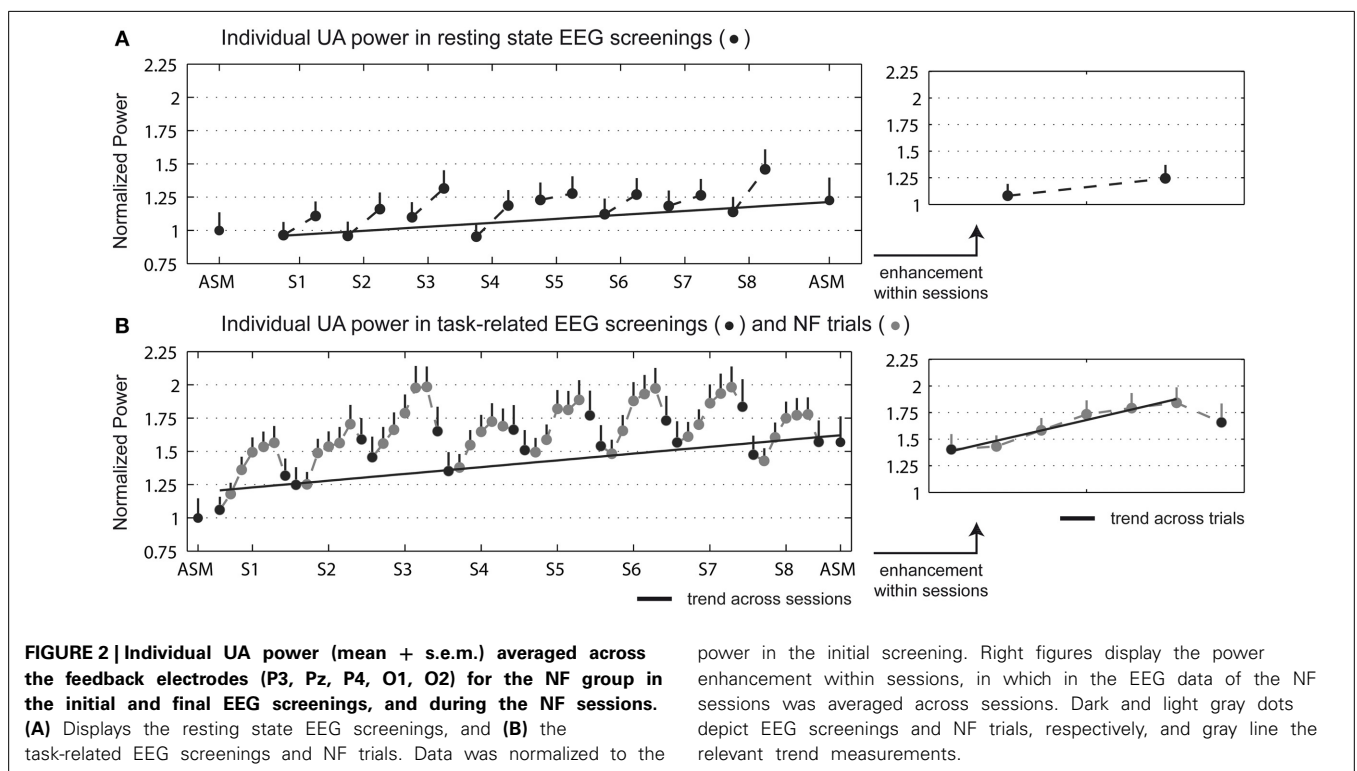 A Individual UA power in resting state EEG screenings ( ● )
2.25
2
1.75
1.5
1.25
1
0.75
Normalized Power
ASM S1 S2 S3 S4 S5 S6 S7 S8 ASM
2.25
2
1.75
1.5
1.25
1
enhancement
within sessions
B Individual UA power in task-related EEG screenings ( ● ) and NF trials ( ● )
2.25
2
1.75
1.5
1.25
1
0.75
Normalized Power
ASM S1 S2 S3 S4 S5 S6 S7 S8 ASM
trend across sessions
2.25
2
1.75
1.5
1.25
1
trend across trials
enhancement
within sessions
FIGURE 2 | Individual UA power (mean + s.e.m.) averaged across
the feedback electrodes (P3, Pz, P4, O1, O2) for the NF group in
the initial and final EEG screenings, and during the NF sessions.
(A) Displays the resting state EEG screenings, and (B) the
task-related EEG screenings and NF trials. Data was normalized to the
power in the initial screening. Right figures display the power
enhancement within sessions, in which in the EEG data of the NF
sessions was averaged across sessions. Dark and light gray dots
depict EEG screenings and NF trials, respectively, and gray line the
relevant trend measurements.